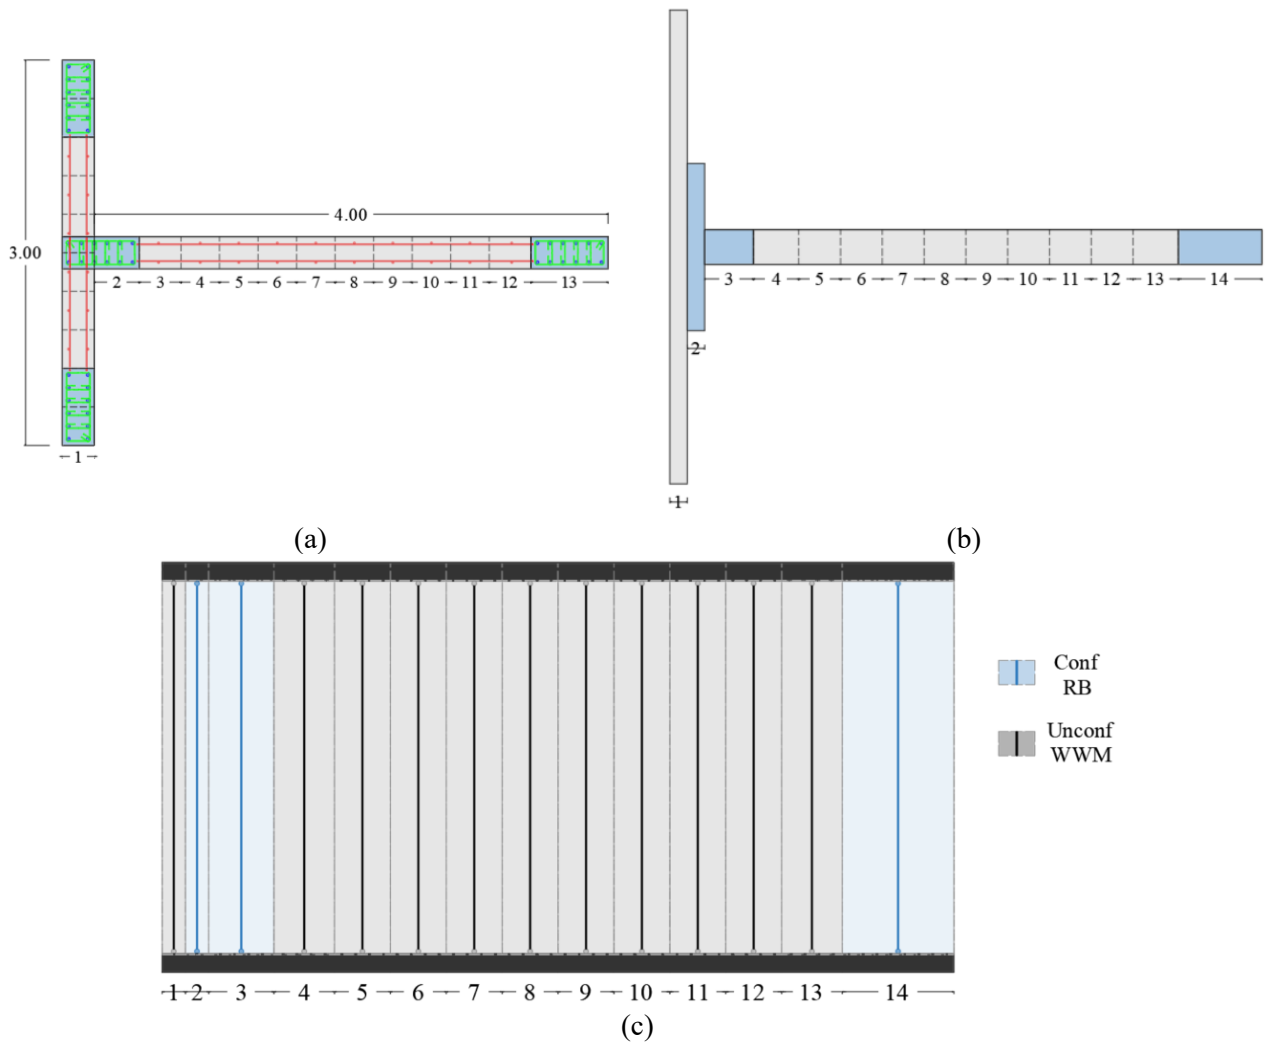 4.00
3.00
2 3 4 5 6 7 8 9 10 11 12 13
1
3 4 5 6 7 8 9 10 11 12 13 14
2
1
(a) (b)
Conf
RB
Unconf
WWM
1 2 3 4 5 6 7 8 9 10 11 12 13 14
(c)